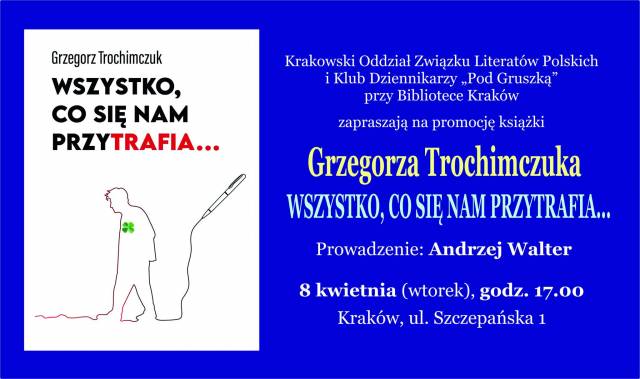 Grzegorz Trochimczuk
WSZYSTKO,
CO SIĘ NAM
PRZYTRAFIA...
Krakowski Oddział Związku Literatów Polskich
i Klub Dziennikarzy „Pod Gruszką”
przy Bibliotece Kraków
zapraszają na promocję książki
Grzegorza Trochimczuka
WSZYSTKO, CO SIĘ NAM PRZYTRAFIA...
Prowadzenie: Andrzej Walter
8 kwietnia (wtorek), godz. 17.00
Kraków, ul. Szczepańska 1